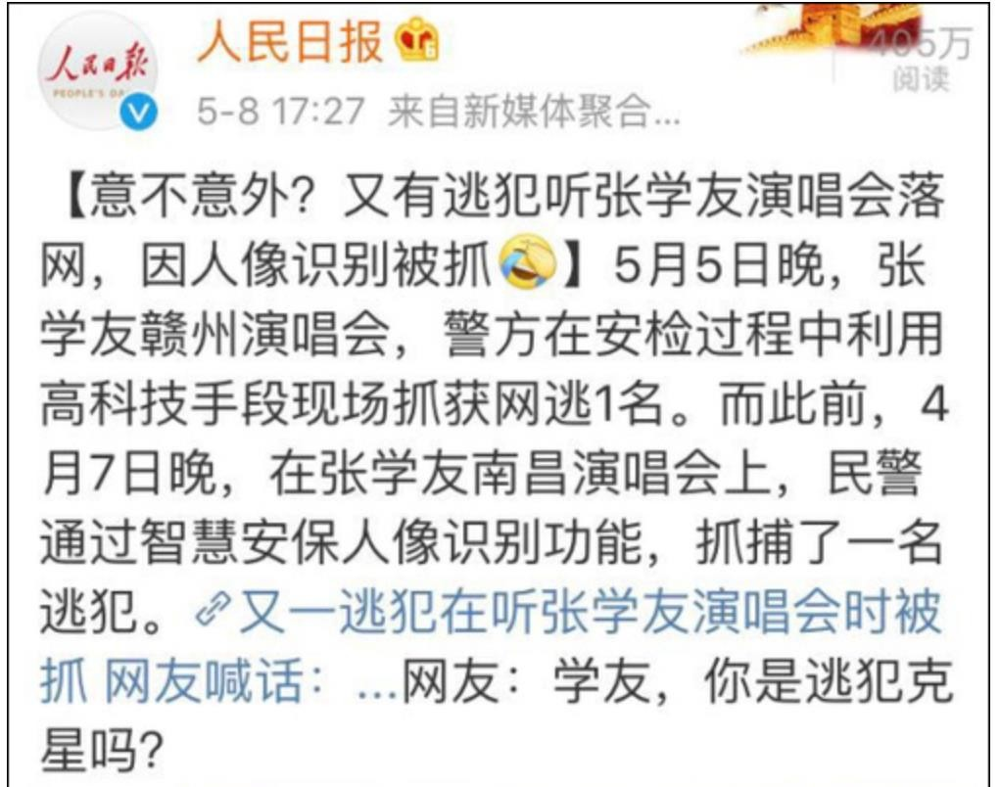 人民日报
人民日报
PEOPLE'S DA
405万
阅读
5-8 17:27 来自新媒体聚合...
【意不意外？又有逃犯听张学友演唱会落
网，因人像识别被抓🤣】5月5日晚，张
学友赣州演唱会，警方在安检过程中利用
高科技手段现场抓获网逃1名。而此前，4
月7日晚，在张学友南昌演唱会上，民警
通过智慧安保人像识别功能，抓捕了一名
逃犯。又一逃犯在听张学友演唱会时被
抓 网友喊话：...网友：学友，你是逃犯克
星吗？